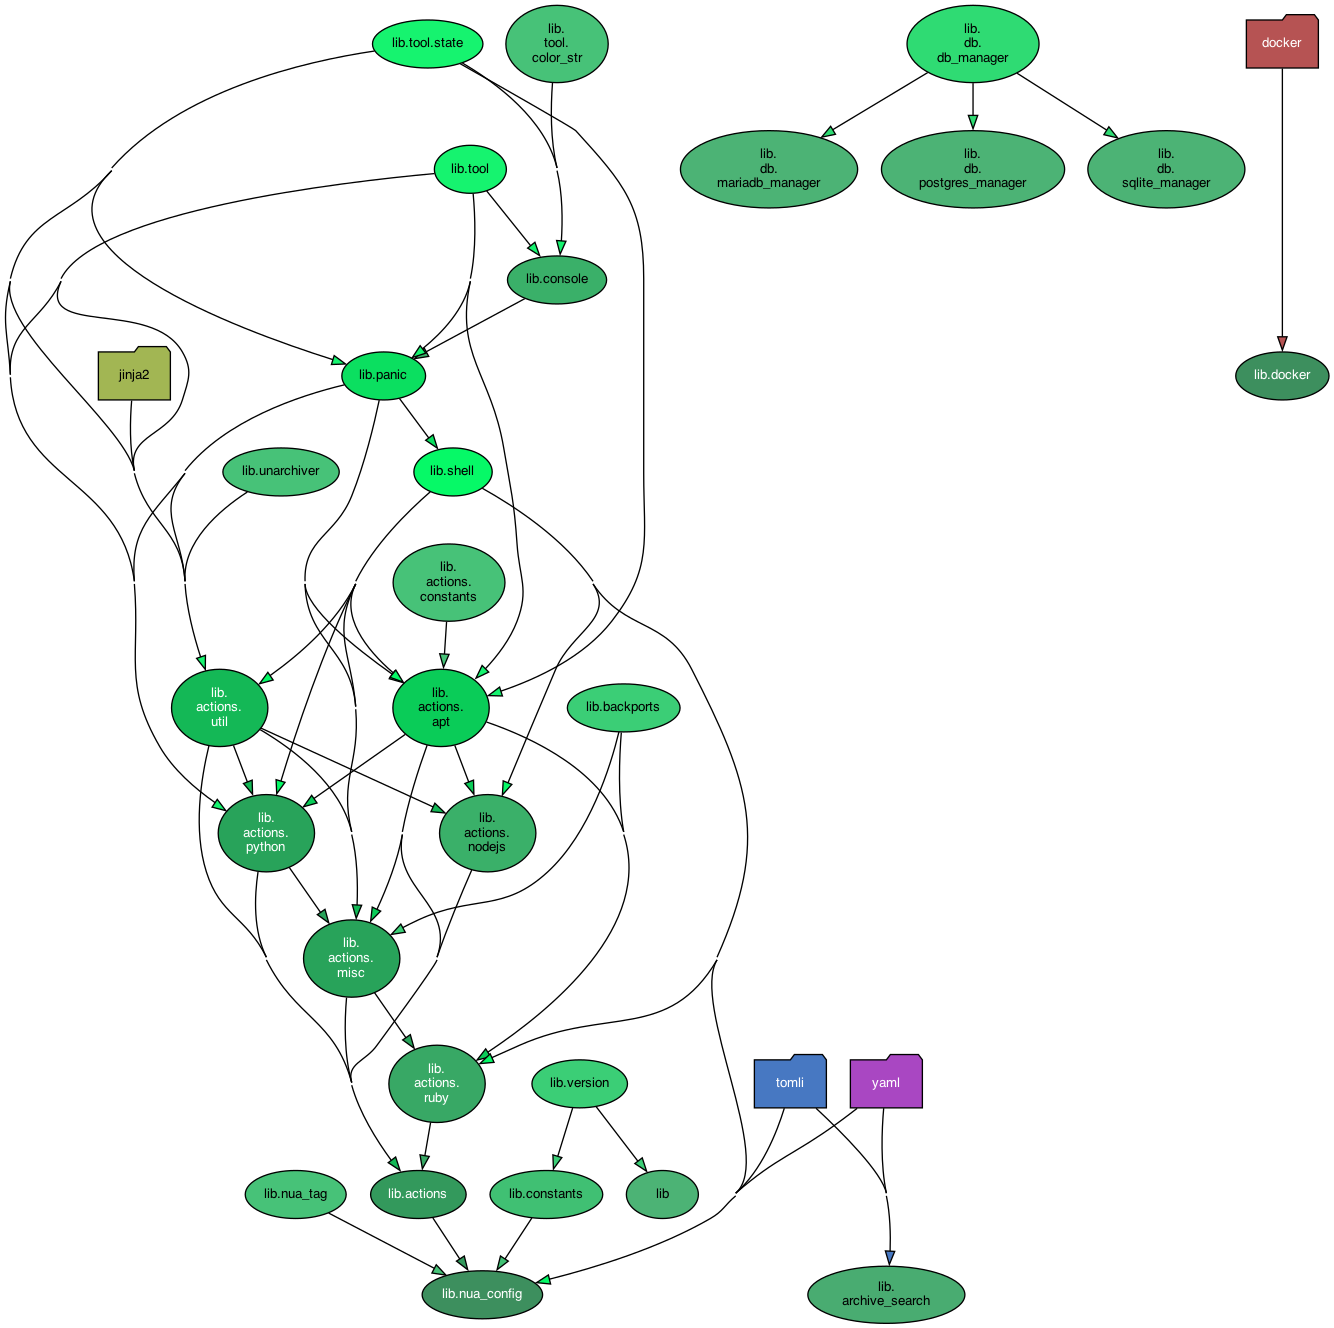 lib.tool.state
lib.
tool.
color_str
lib.
db.
db_manager
docker
lib.tool
lib.
db.
mariadb_manager
lib.
db.
postgres_manager
lib.
db.
sqlite_manager
lib.console
jinja2
lib.panic
lib.docker
lib.unarchiver
lib.shell
lib.
actions.
constants
lib.
actions.
util
lib.
actions.
apt
lib.backports
lib.
actions.
python
lib.
actions.
nodejs
lib.
actions.
misc
lib.
actions.
ruby
lib.version
tomli
yaml
lib.nua_tag
lib.actions
lib.constants
lib
lib.nua_config
lib.
archive_search